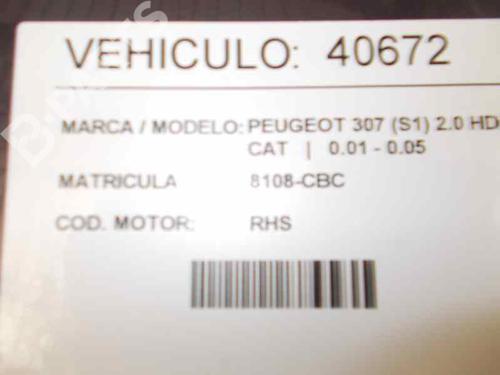 VEHICULO: 40672
MARCA / MODELO: PEUGEOT 307 (S1) 2.0 HD
CAT | 0.01 - 0.05
MATRICULA 8108-CBC
COD. MOTOR: RHS